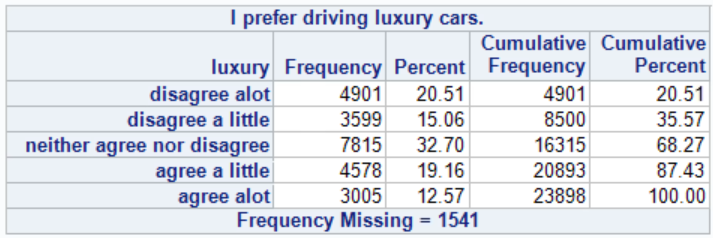 I prefer driving luxury cars.
luxury Frequency Percent Cumulative Frequency Cumulative Percent
disagree alot 4901 20.51 4901 20.51
disagree a little 3599 15.06 8500 35.57
neither agree nor disagree 7815 32.70 16315 68.27
agree a little 4578 19.16 20893 87.43
agree alot 3005 12.57 23898 100.00
Frequency Missing = 1541